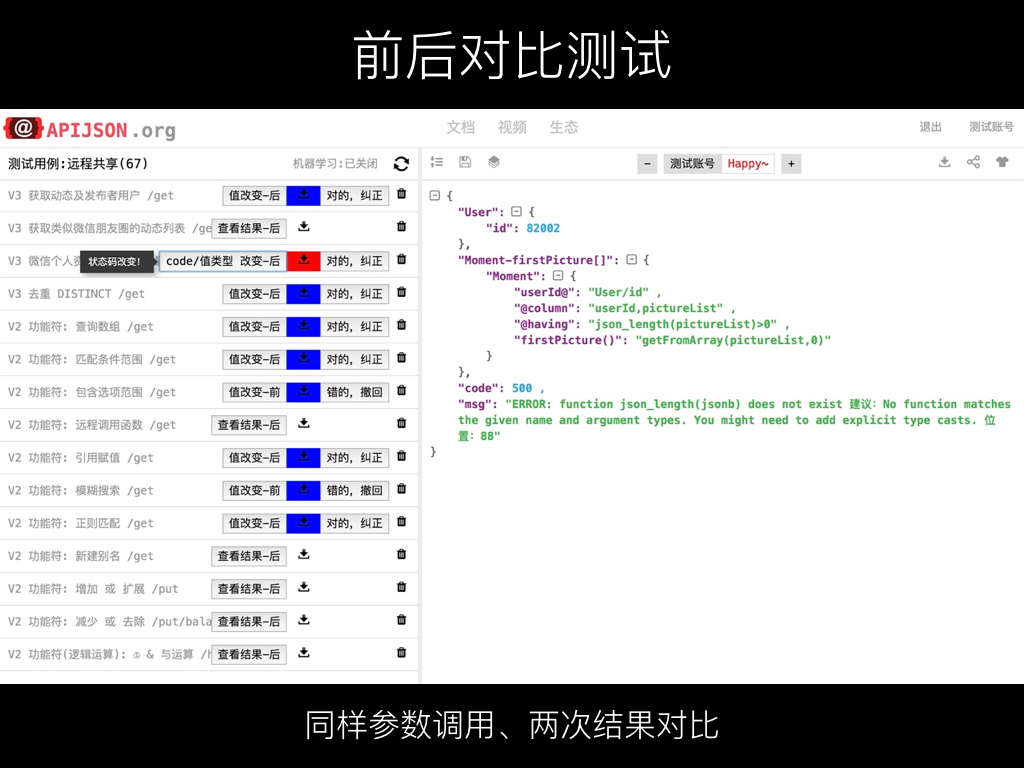 前后对比测试
@ APIJSON.org 文档 视频 生态 退出 测试账号
测试用例:远程共享(67) 机器学习:已关闭 - 测试账号 Happy~ +
V3 获取动态及发布者用户 /get 值改变-后 对的, 纠正
V3 获取类似微信朋友圈的动态列表 /ge 查看结果-后
V3 微信个人资 状态码改变! code/值类型 改变-后 对的, 纠正
V3 去重 DISTINCT /get 值改变-后 对的, 纠正
V2 功能符: 查询数组 /get 值改变-后 对的, 纠正
V2 功能符: 匹配条件范围 /get 值改变-后 对的, 纠正
V2 功能符: 包含选项范围 /get 值改变-前 错的, 撤回
V2 功能符: 远程调用函数 /get 查看结果-后
V2 功能符: 引用赋值 /get 值改变-后 对的, 纠正
V2 功能符: 模糊搜索 /get 值改变-前 错的, 撤回
V2 功能符: 正则匹配 /get 值改变-后 对的, 纠正
V2 功能符: 新建别名 /get 查看结果-后
V2 功能符: 增加 或 扩展 /put 查看结果-后
V2 功能符: 减少 或 去除 /put/bala 查看结果-后
V2 功能符(逻辑运算): ① & 与运算 /h 查看结果-后
{
"User": {
"id": 82002
},
"Moment-firstPicture[]": {
"Moment": {
"userId@": "User/id" ,
"@column": "userId,pictureList" ,
"@having": "json_length(pictureList)>0" ,
"firstPicture()": "getFromArray(pictureList,0)"
}
},
"code": 500 ,
"msg": "ERROR: function json_length(jsonb) does not exist 建议: No function matches
the given name and argument types. You might need to add explicit type casts. 位
置: 88"
}
同样参数调用、两次结果对比